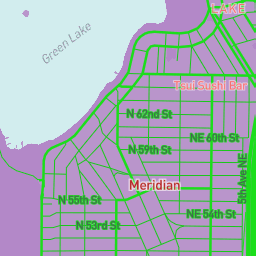 LAKE
Green Lake
Tsui Sushi Bar
N 62nd St
NE 60th St
N 59th St
Meridian
5th Ave NE
N 55th St
NE 54th St
N 53rd St